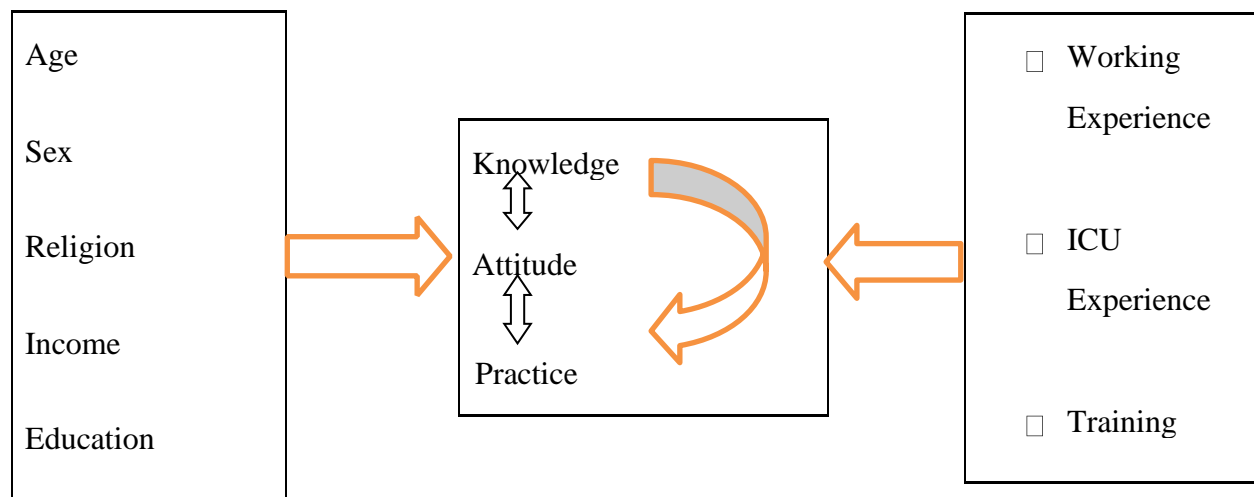 Age
Sex
Religion
Income
Education
Knowledge
Attitude
Practice
Working
Experience
ICU
Experience
Training